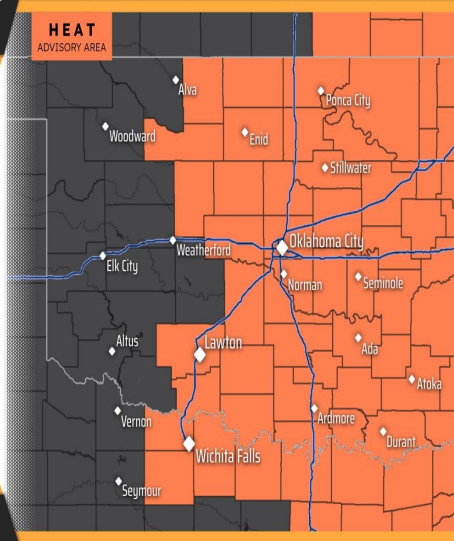 HEAT
ADVISORY AREA
Alva
Ponca City
Woodward
Enid
Stillwater
Oklahoma City
Weatherford
Elk City
Norman
Seminole
Altus
Lawton
Ada
Atoka
Vernon
Ardmore
Durant
Wichita Falls
Seymour